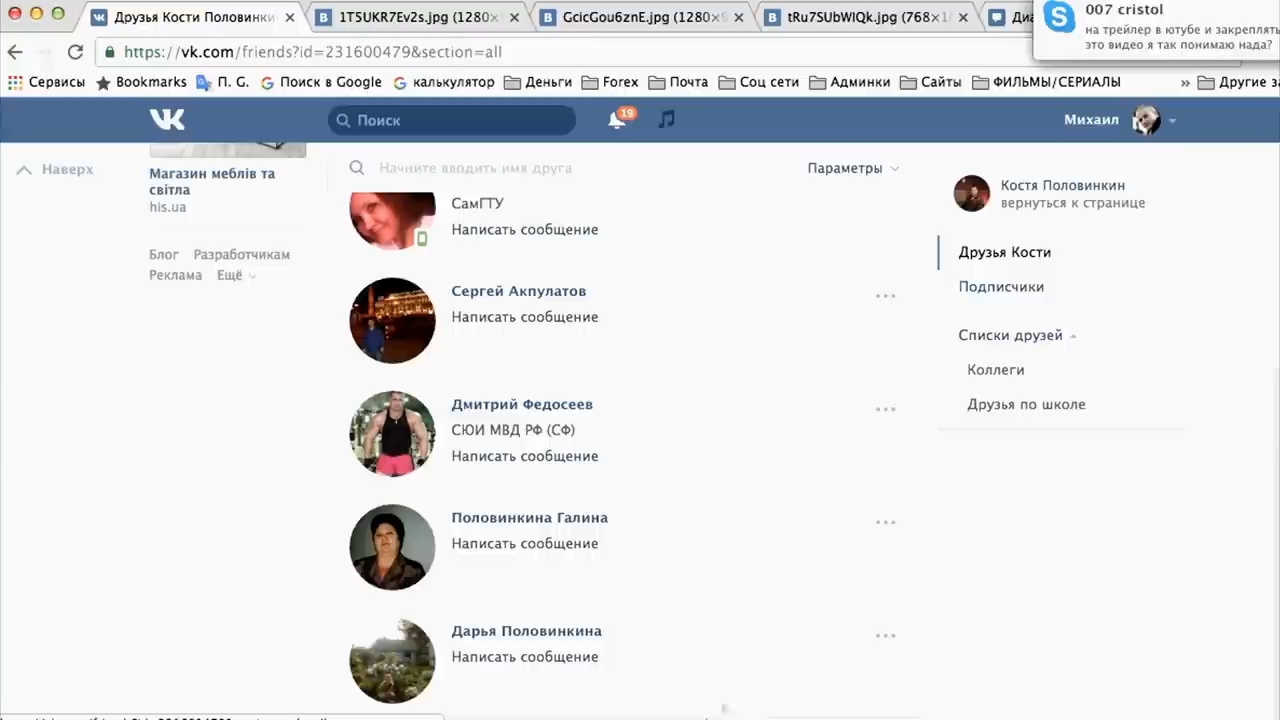 Друзья Кости Половинки
1T5UKR7Ev2s.jpg (1280×
GcicGou6znE.jpg (1280×
tRu7SUbWlQk.jpg (768×1
Диа
007 cristol
на трейлер в ютубе и закреплять
это видео я так понимаю нада?
https://vk.com/friends?id=231600479&section=all
Сервисы
Bookmarks
П. G.
Поиск в Google
калькулятор
Деньги
Forex
Почта
Соц сети
Админки
Сайты
ФИЛЬМЫ/СЕРИАЛЫ
»
Другие за
Поиск
19
Михаил
Наверх
Магазин меблів та
світла
his.ua
Блог Разработчикам
Реклама Ещё
Начните вводить имя друга
Параметры
СамГТУ
Написать сообщение
Сергей Акпулатов
Написать сообщение
Дмитрий Федосеев
СЮИ МВД РФ (СФ)
Написать сообщение
Половинкина Галина
Написать сообщение
Дарья Половинкина
Написать сообщение
Костя Половинкин
вернуться к странице
Друзья Кости
Подписчики
Списки друзей
Коллеги
Друзья по школе